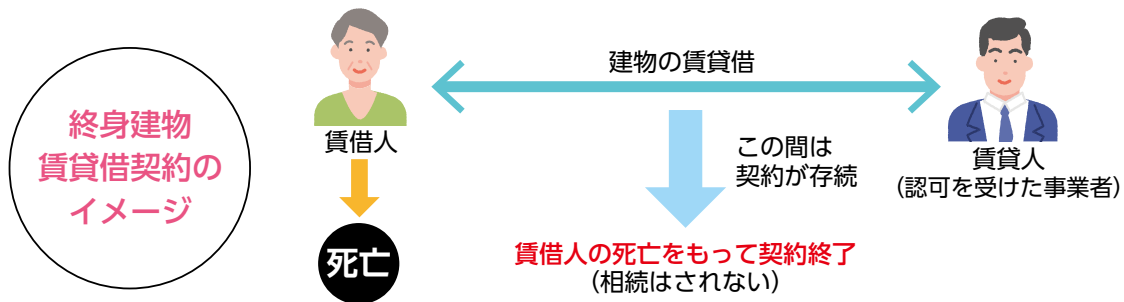 終身建物
賃貸借契約の
イメージ
賃借人
死亡
建物の賃貸借
この間は
契約が存続
賃借人の死亡をもって契約終了
(相続はされない)
賃貸人
(認可を受けた事業者)